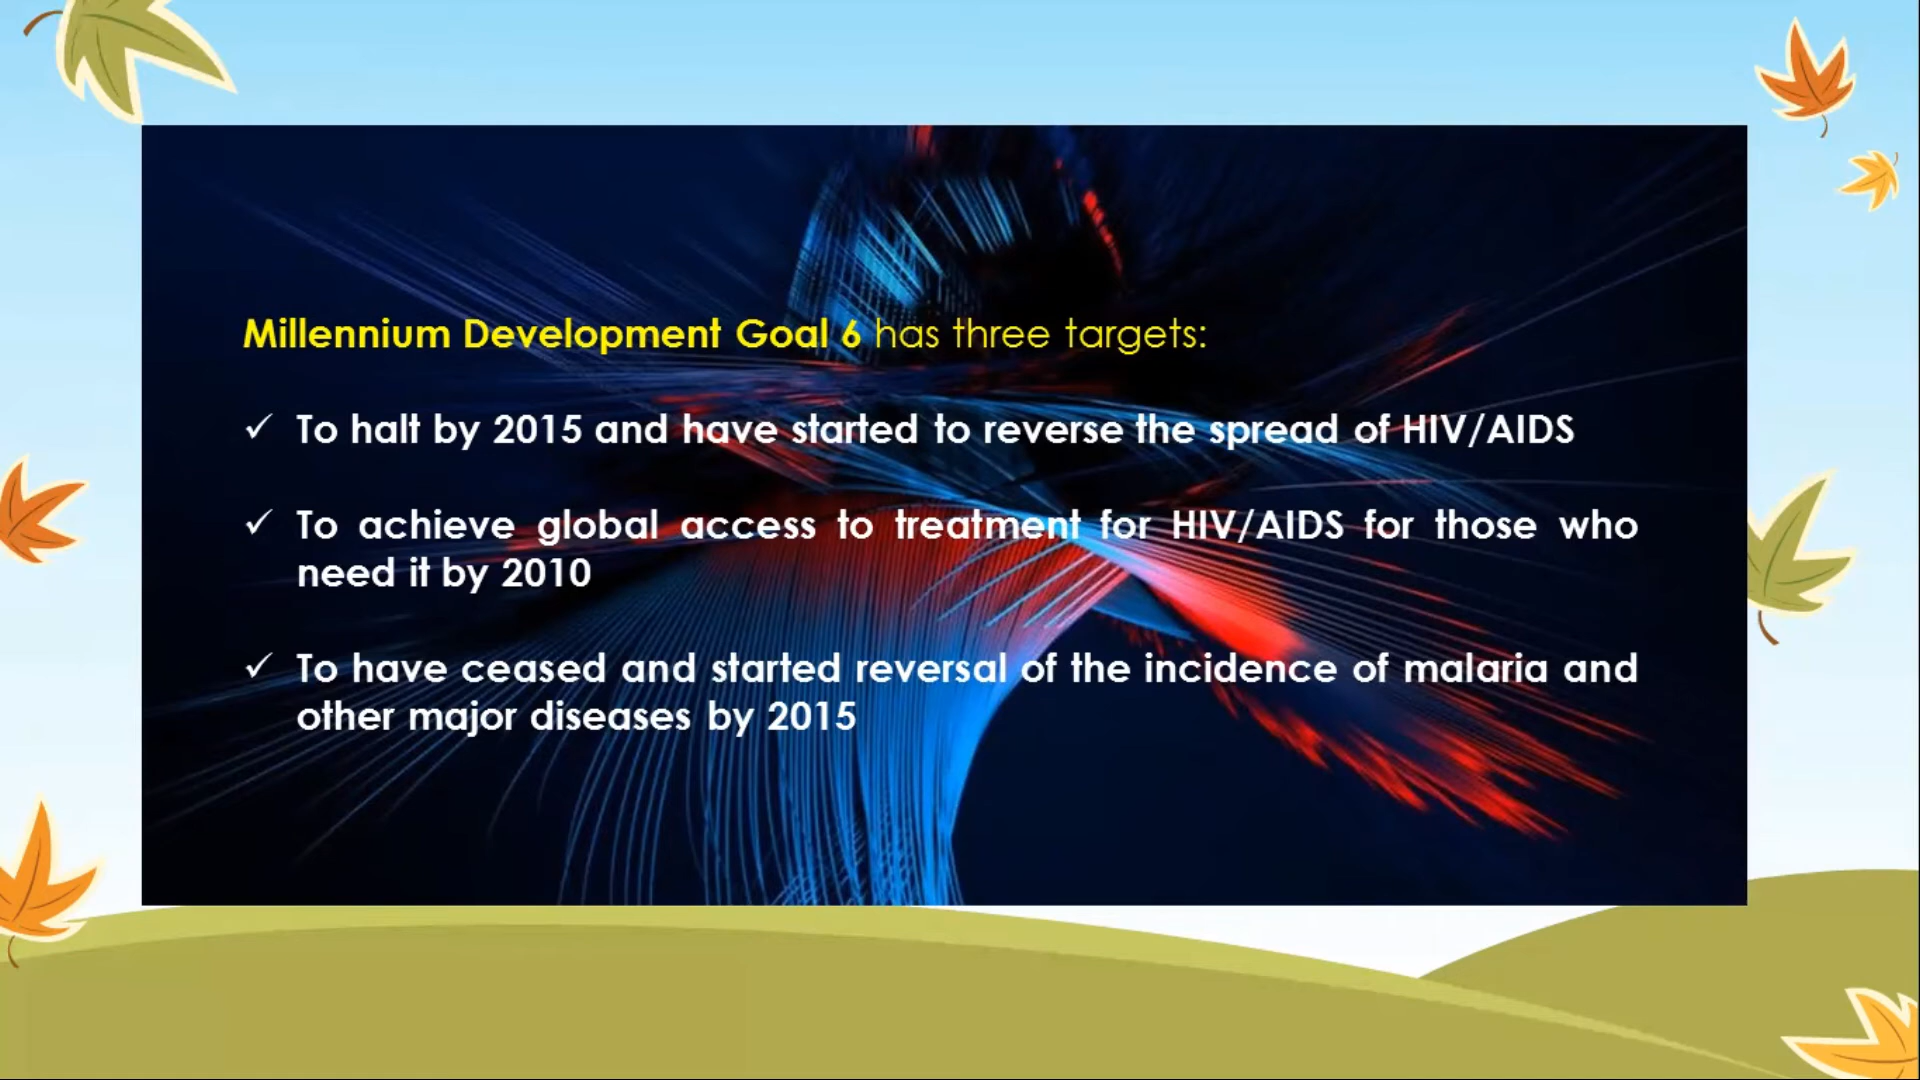 Millennium Development Goal 6 has three targets:
✓ To halt by 2015 and have started to reverse the spread of HIV/AIDS
✓ To achieve global access to treatment for HIV/AIDS for those who
need it by 2010
✓ To have ceased and started reversal of the incidence of malaria and
other major diseases by 2015